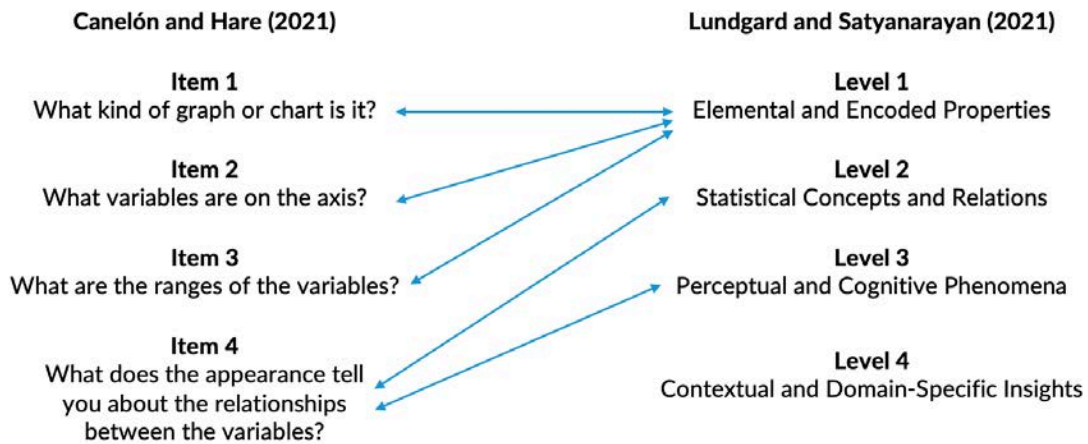 Canelón and Hare (2021)
Item 1
What kind of graph or chart is it?
Item 2
What variables are on the axis?
Item 3
What are the ranges of the variables?
Item 4
What does the appearance tell
you about the relationships
between the variables?
Lundgard and Satyanarayan (2021)
Level 1
Elemental and Encoded Properties
Level 2
Statistical Concepts and Relations
Level 3
Perceptual and Cognitive Phenomena
Level 4
Contextual and Domain-Specific Insights